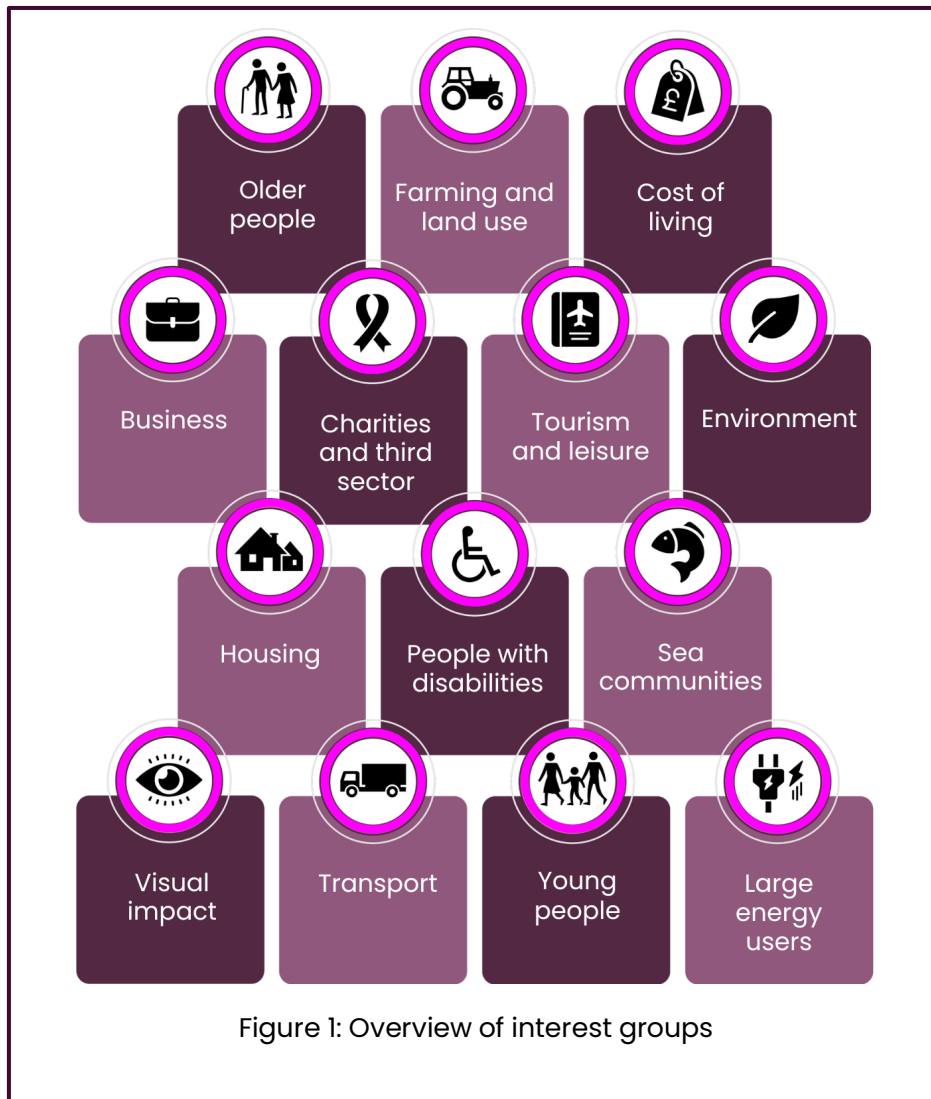 £
Older
people
Farming and
land use
Cost of
living
Business
Charities
and third
sector
Tourism
and leisure
Environment
Housing
People with
disabilities
Sea
communities
Visual
impact
Transport
Young
people
Large
energy
users
Figure 1: Overview of interest groups